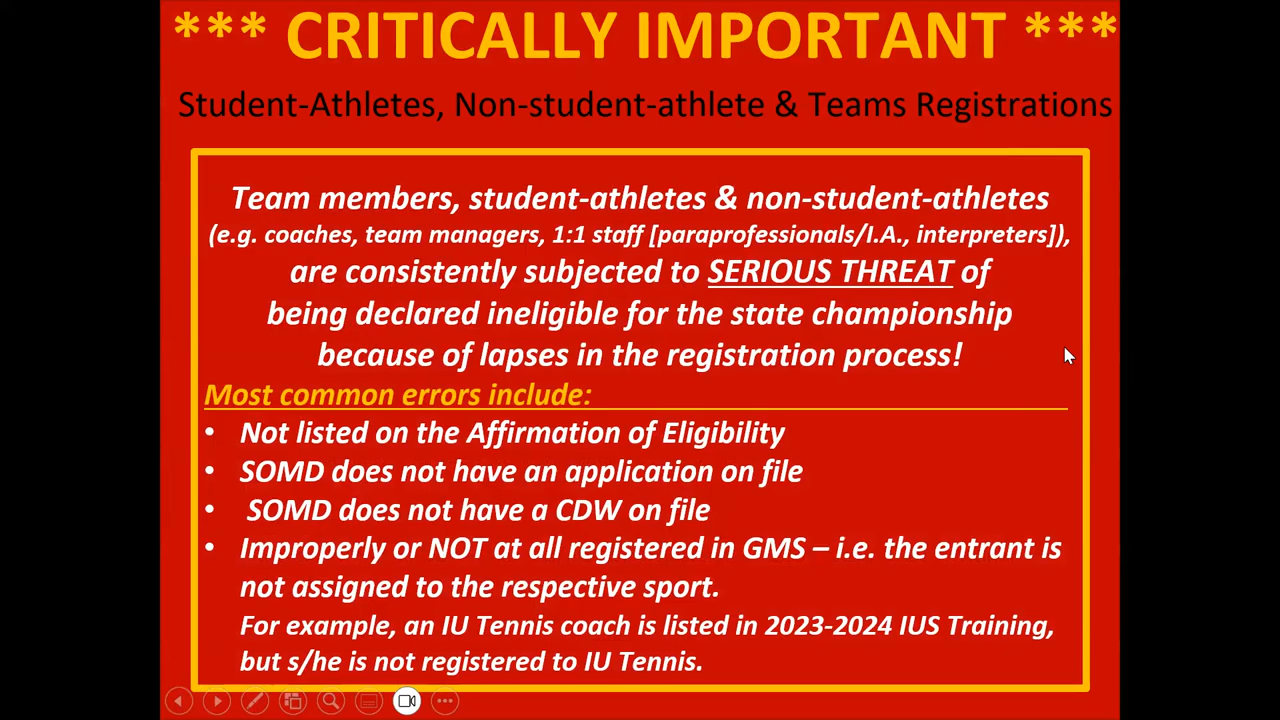 *** CRITICALLY IMPORTANT ***
Student-Athletes, Non-student-athlete & Teams Registrations
Team members, student-athletes & non-student-athletes
(e.g. coaches, team managers, 1:1 staff [paraprofessionals/I.A., interpreters]),
are consistently subjected to SERIOUS THREAT of
being declared ineligible for the state championship
because of lapses in the registration process!
Most common errors include:
• Not listed on the Affirmation of Eligibility
• SOMD does not have an application on file
• SOMD does not have a CDW on file
• Improperly or NOT at all registered in GMS – i.e. the entrant is
not assigned to the respective sport.
For example, an IU Tennis coach is listed in 2023-2024 IUS Training,
but s/he is not registered to IU Tennis.